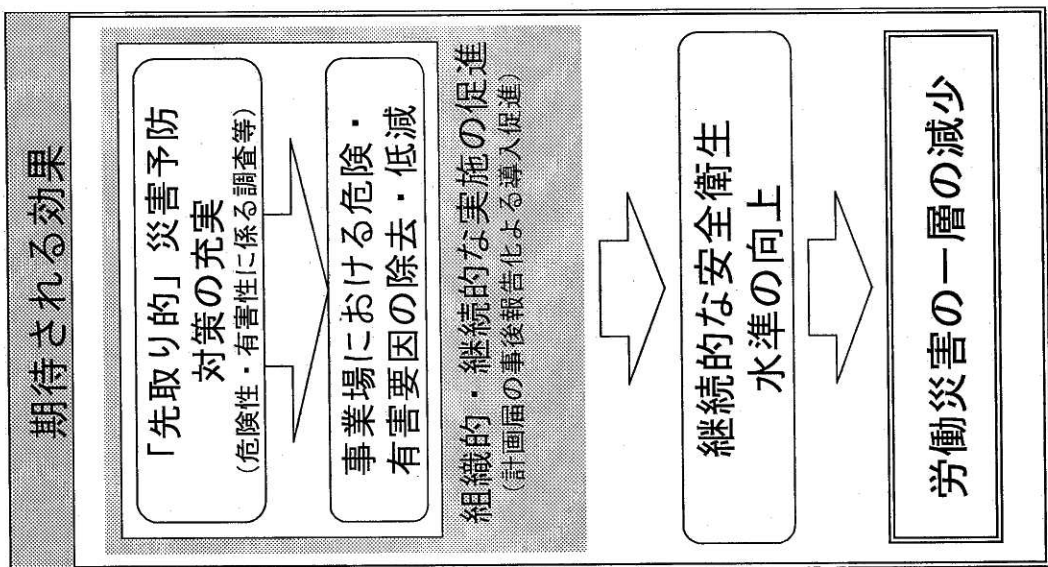 期待される効果
「先取り的」災害予防
対策の充実
(危険性・有害性に係る調査等)
事業場における危険・
有害要因の除去・低減
組織的・継続的な実施の促進
(計画届の事後報告化よる導入促進)
継続的な安全衛生
水準の向上
労働災害の一層の減少